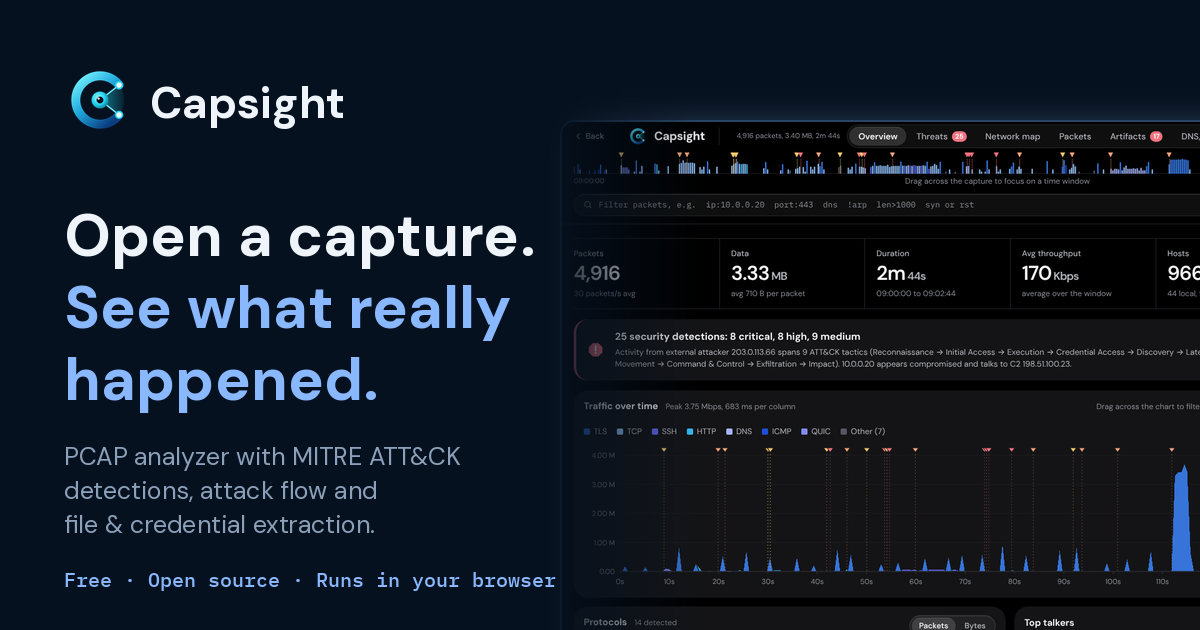 Capsight
Open a capture.
See what really
happened.
PCAP analyzer with MITRE ATT&CK
detections, attack flow and
file & credential extraction.
Free · Open source · Runs in your browser
Back
Capsight
4,916 packets, 3.40 MB, 2m 44s
Overview
Threats 25
Network map
Packets
Artifacts 17
DNS,
09:00:00
Drag across the capture to focus on a time window
Filter packets, e.g. ip:10.0.0.20 port:443 dns !arp len>1000 syn or rst
Packets
4,916
30 packets/s avg
Data
3.33 MB
avg 710 B per packet
Duration
2m 44s
09:00:00 to 09:02:44
Avg throughput
170 Kbps
average over the window
Hosts
966
44 local,
25 security detections: 8 critical, 8 high, 9 medium
Activity from external attacker 203.0.113.66 spans 9 ATT&CK tactics (Reconnaissance → Initial Access → Execution → Credential Access → Discovery → Late
Movement → Command & Control → Exfiltration → Impact). 10.0.0.20 appears compromised and talks to C2 198.51.100.23.
Traffic over time Peak 3.75 Mbps, 683 ms per column
Drag across the chart to filte
TLS TCP SSH HTTP DNS ICMP QUIC Other (7)
4.00 M
3.00 M
2.00 M
1.00 M
0.00
0s 10s 20s 30s 40s 50s 60s 70s 80s 90s 100s 110s
Protocols 14 detected
Packets Bytes
Top talkers